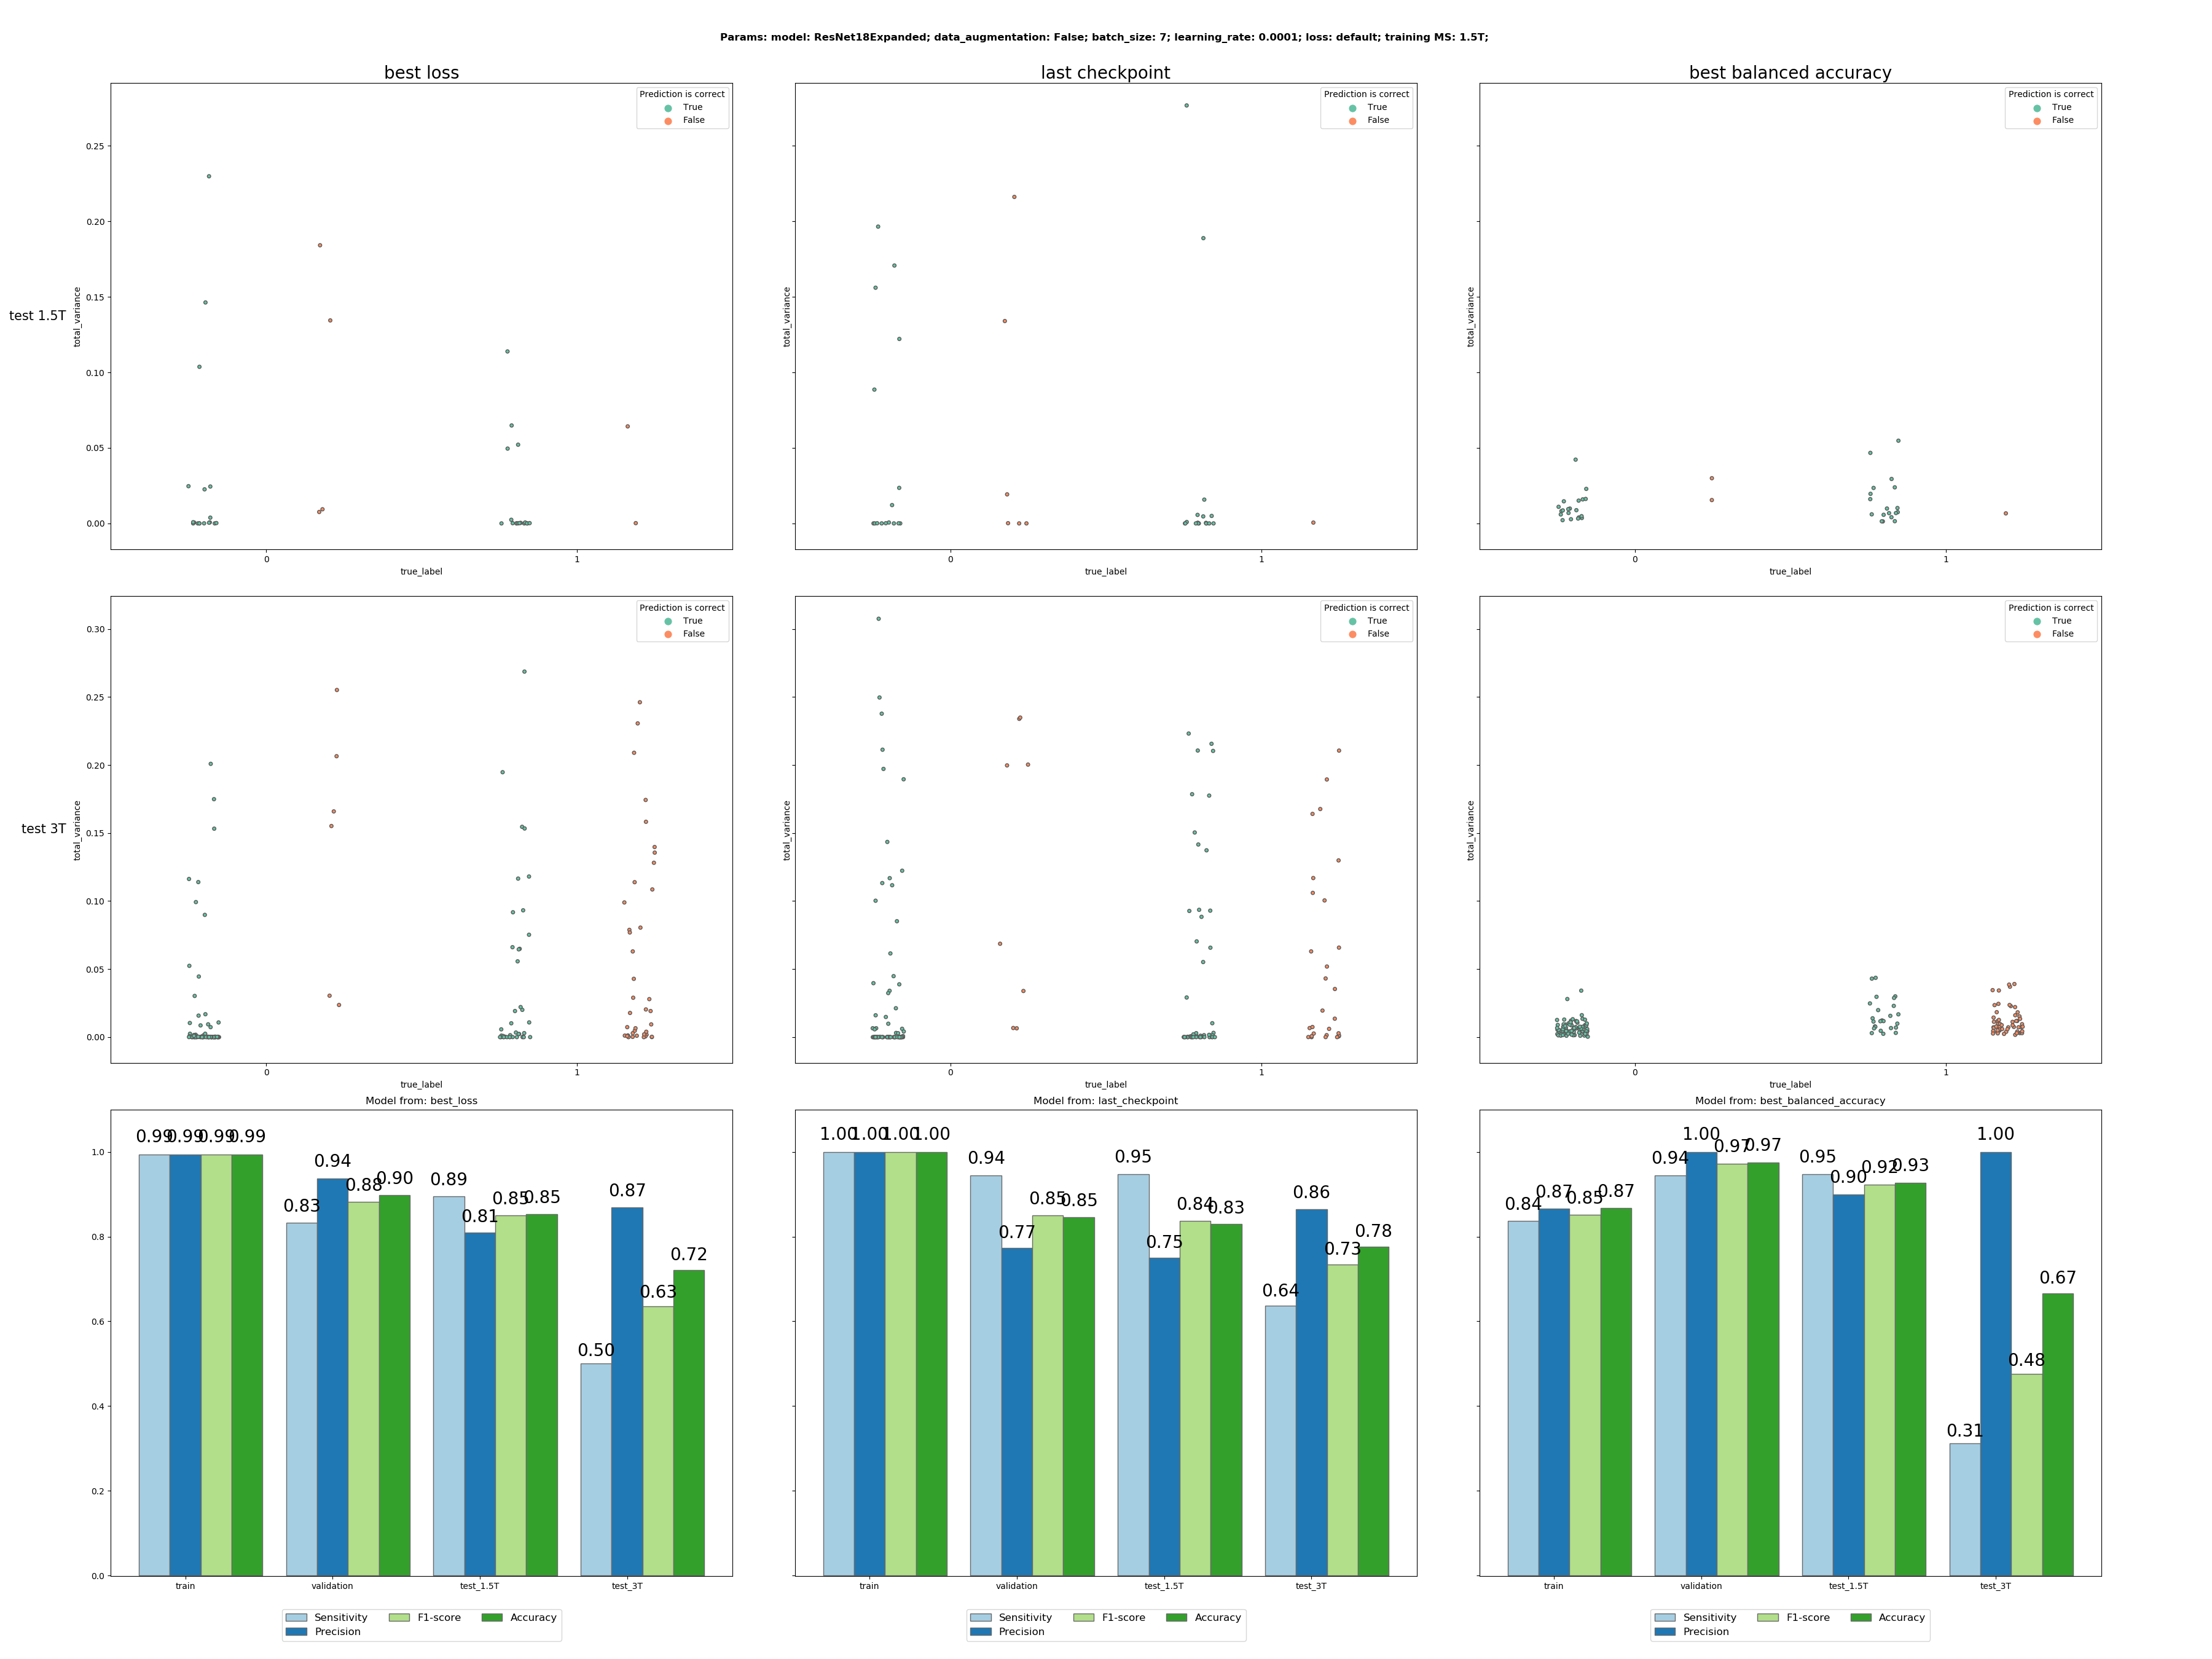 Params: model: ResNet18Expanded; data_augmentation: False; batch_size: 7; learning_rate: 0.0001; loss: default; training MS: 1.5T;
best loss
last checkpoint
best balanced accuracy
test 1.5T
total_variance
0.25
0.20
0.15
0.10
0.05
0.00
Prediction is correct
True
False
0 1
true_label
total_variance
Prediction is correct
True
False
0 1
true_label
total_variance
Prediction is correct
True
False
0 1
true_label
test 3T
total_variance
0.30
0.25
0.20
0.15
0.10
0.05
0.00
Prediction is correct
True
False
0 1
true_label
total_variance
Prediction is correct
True
False
0 1
true_label
total_variance
Prediction is correct
True
False
0 1
true_label
Model from: best_loss
1.0
0.8
0.6
0.4
0.2
0.0
0.99 0.99 0.99 0.99
0.83 0.94 0.88 0.90
0.89 0.81 0.85 0.85
0.50 0.87 0.63 0.72
train validation test_1.5T test_3T
Sensitivity F1-score Accuracy
Precision
Model from: last_checkpoint
1.00 1.00 1.00 1.00
0.94 0.77 0.85 0.85
0.95 0.75 0.84 0.83
0.64 0.86 0.73 0.78
train validation test_1.5T test_3T
Sensitivity F1-score Accuracy
Precision
Model from: best_balanced_accuracy
0.84 0.87 0.85 0.87
0.94 1.00 0.97 0.97
0.95 0.90 0.92 0.93
0.31 1.00 0.48 0.67
train validation test_1.5T test_3T
Sensitivity F1-score Accuracy
Precision